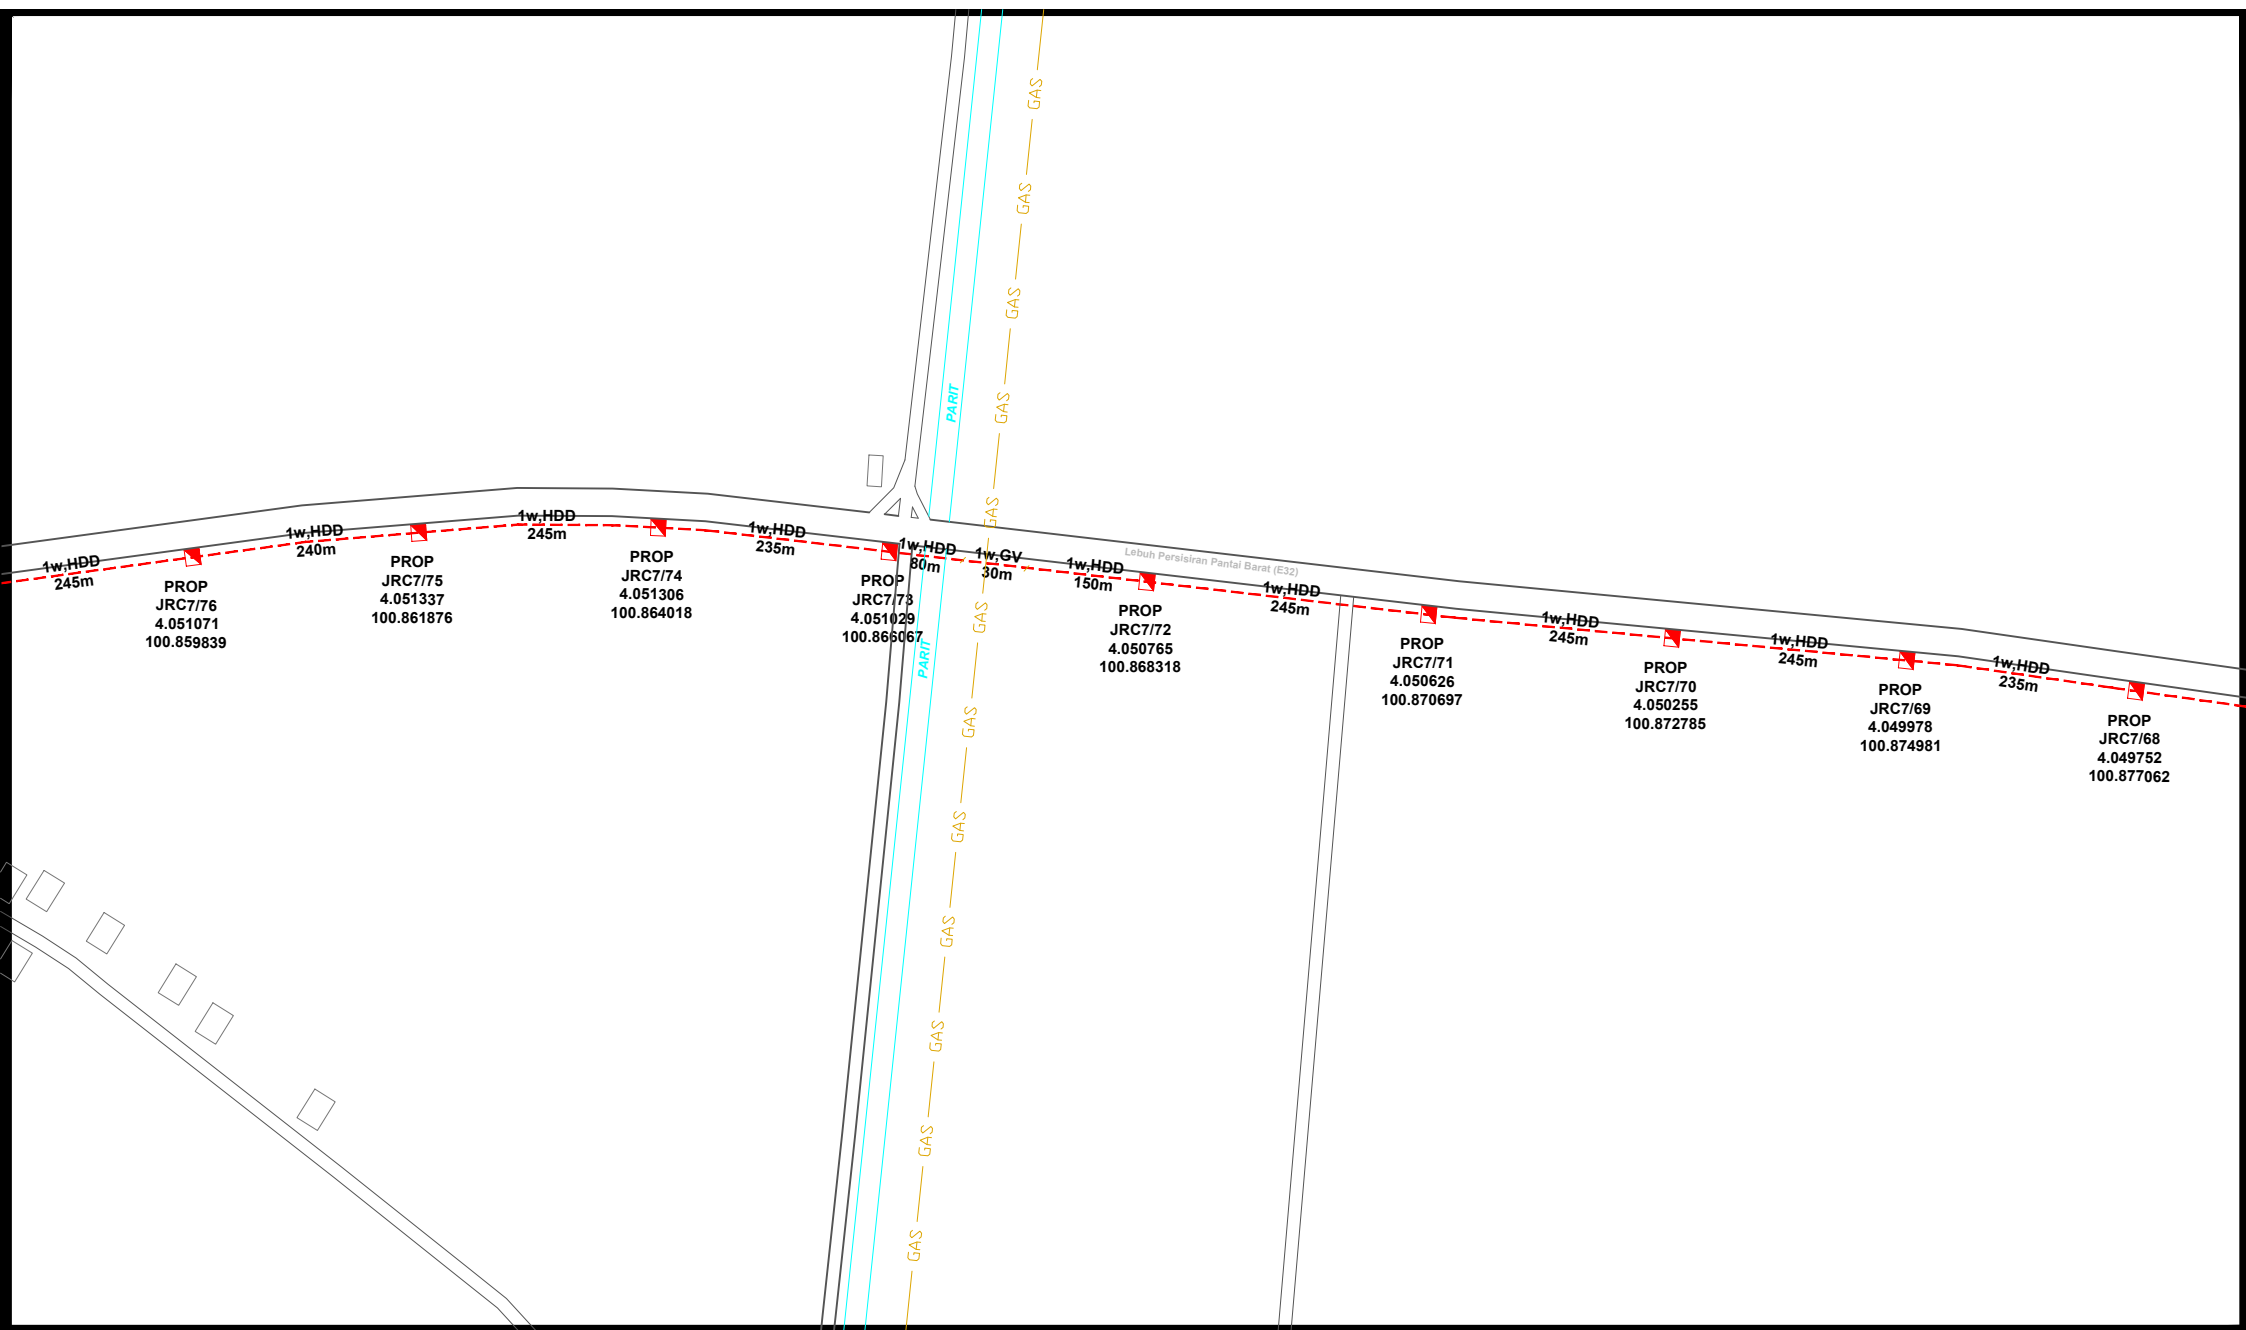 GAS
GAS
GAS
GAS
PARIT
GAS
1w,HDD
245m
PROP
JRC7/76
4.051071
100.859839
1w,HDD
240m
PROP
JRC7/75
4.051337
100.861876
1w,HDD
245m
PROP
JRC7/74
4.051306
100.864018
1w,HDD
235m
PROP
JRC7/73
4.051029
100.866067
1w,HDD
80m
1w,GV
30m
1w,HDD
150m
Lebuh Persisiran Pantai Barat (E32)
PROP
JRC7/72
4.050765
100.868318
1w,HDD
245m
PROP
JRC7/71
4.050626
100.870697
1w,HDD
245m
PROP
JRC7/70
4.050255
100.872785
1w,HDD
245m
PROP
JRC7/69
4.049978
100.874981
1w,HDD
235m
PROP
JRC7/68
4.049752
100.877062
PARIT
GAS
GAS
GAS
GAS
GAS
GAS
GAS